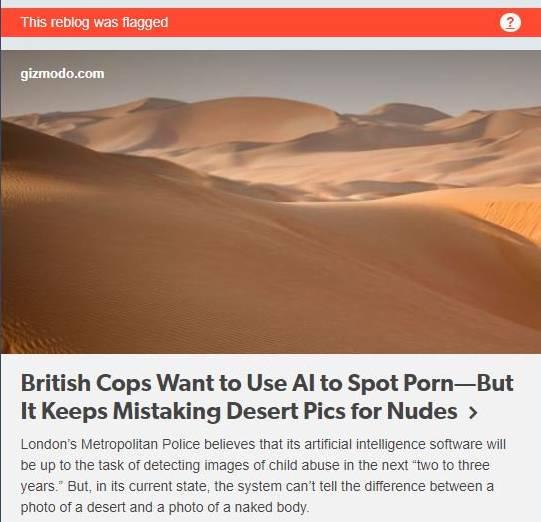 This reblog was flagged
?
gizmodo.com
British Cops Want to Use AI to Spot Porn—But
It Keeps Mistaking Desert Pics for Nudes >
London's Metropolitan Police believes that its artificial intelligence software will
be up to the task of detecting images of child abuse in the next “two to three
years.” But, in its current state, the system can’t tell the difference between a
photo of a desert and a photo of a naked body.